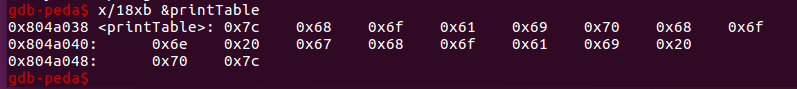 gdb-peda$ x/18xb &printTable
0x804a038 <printTable>: 0x7c 0x68 0x6f 0x61 0x69 0x70 0x68 0x6f
0x804a040: 0x6e 0x20 0x67 0x68 0x6f 0x61 0x69 0x20
0x804a048: 0x70 0x7c
gdb-peda$